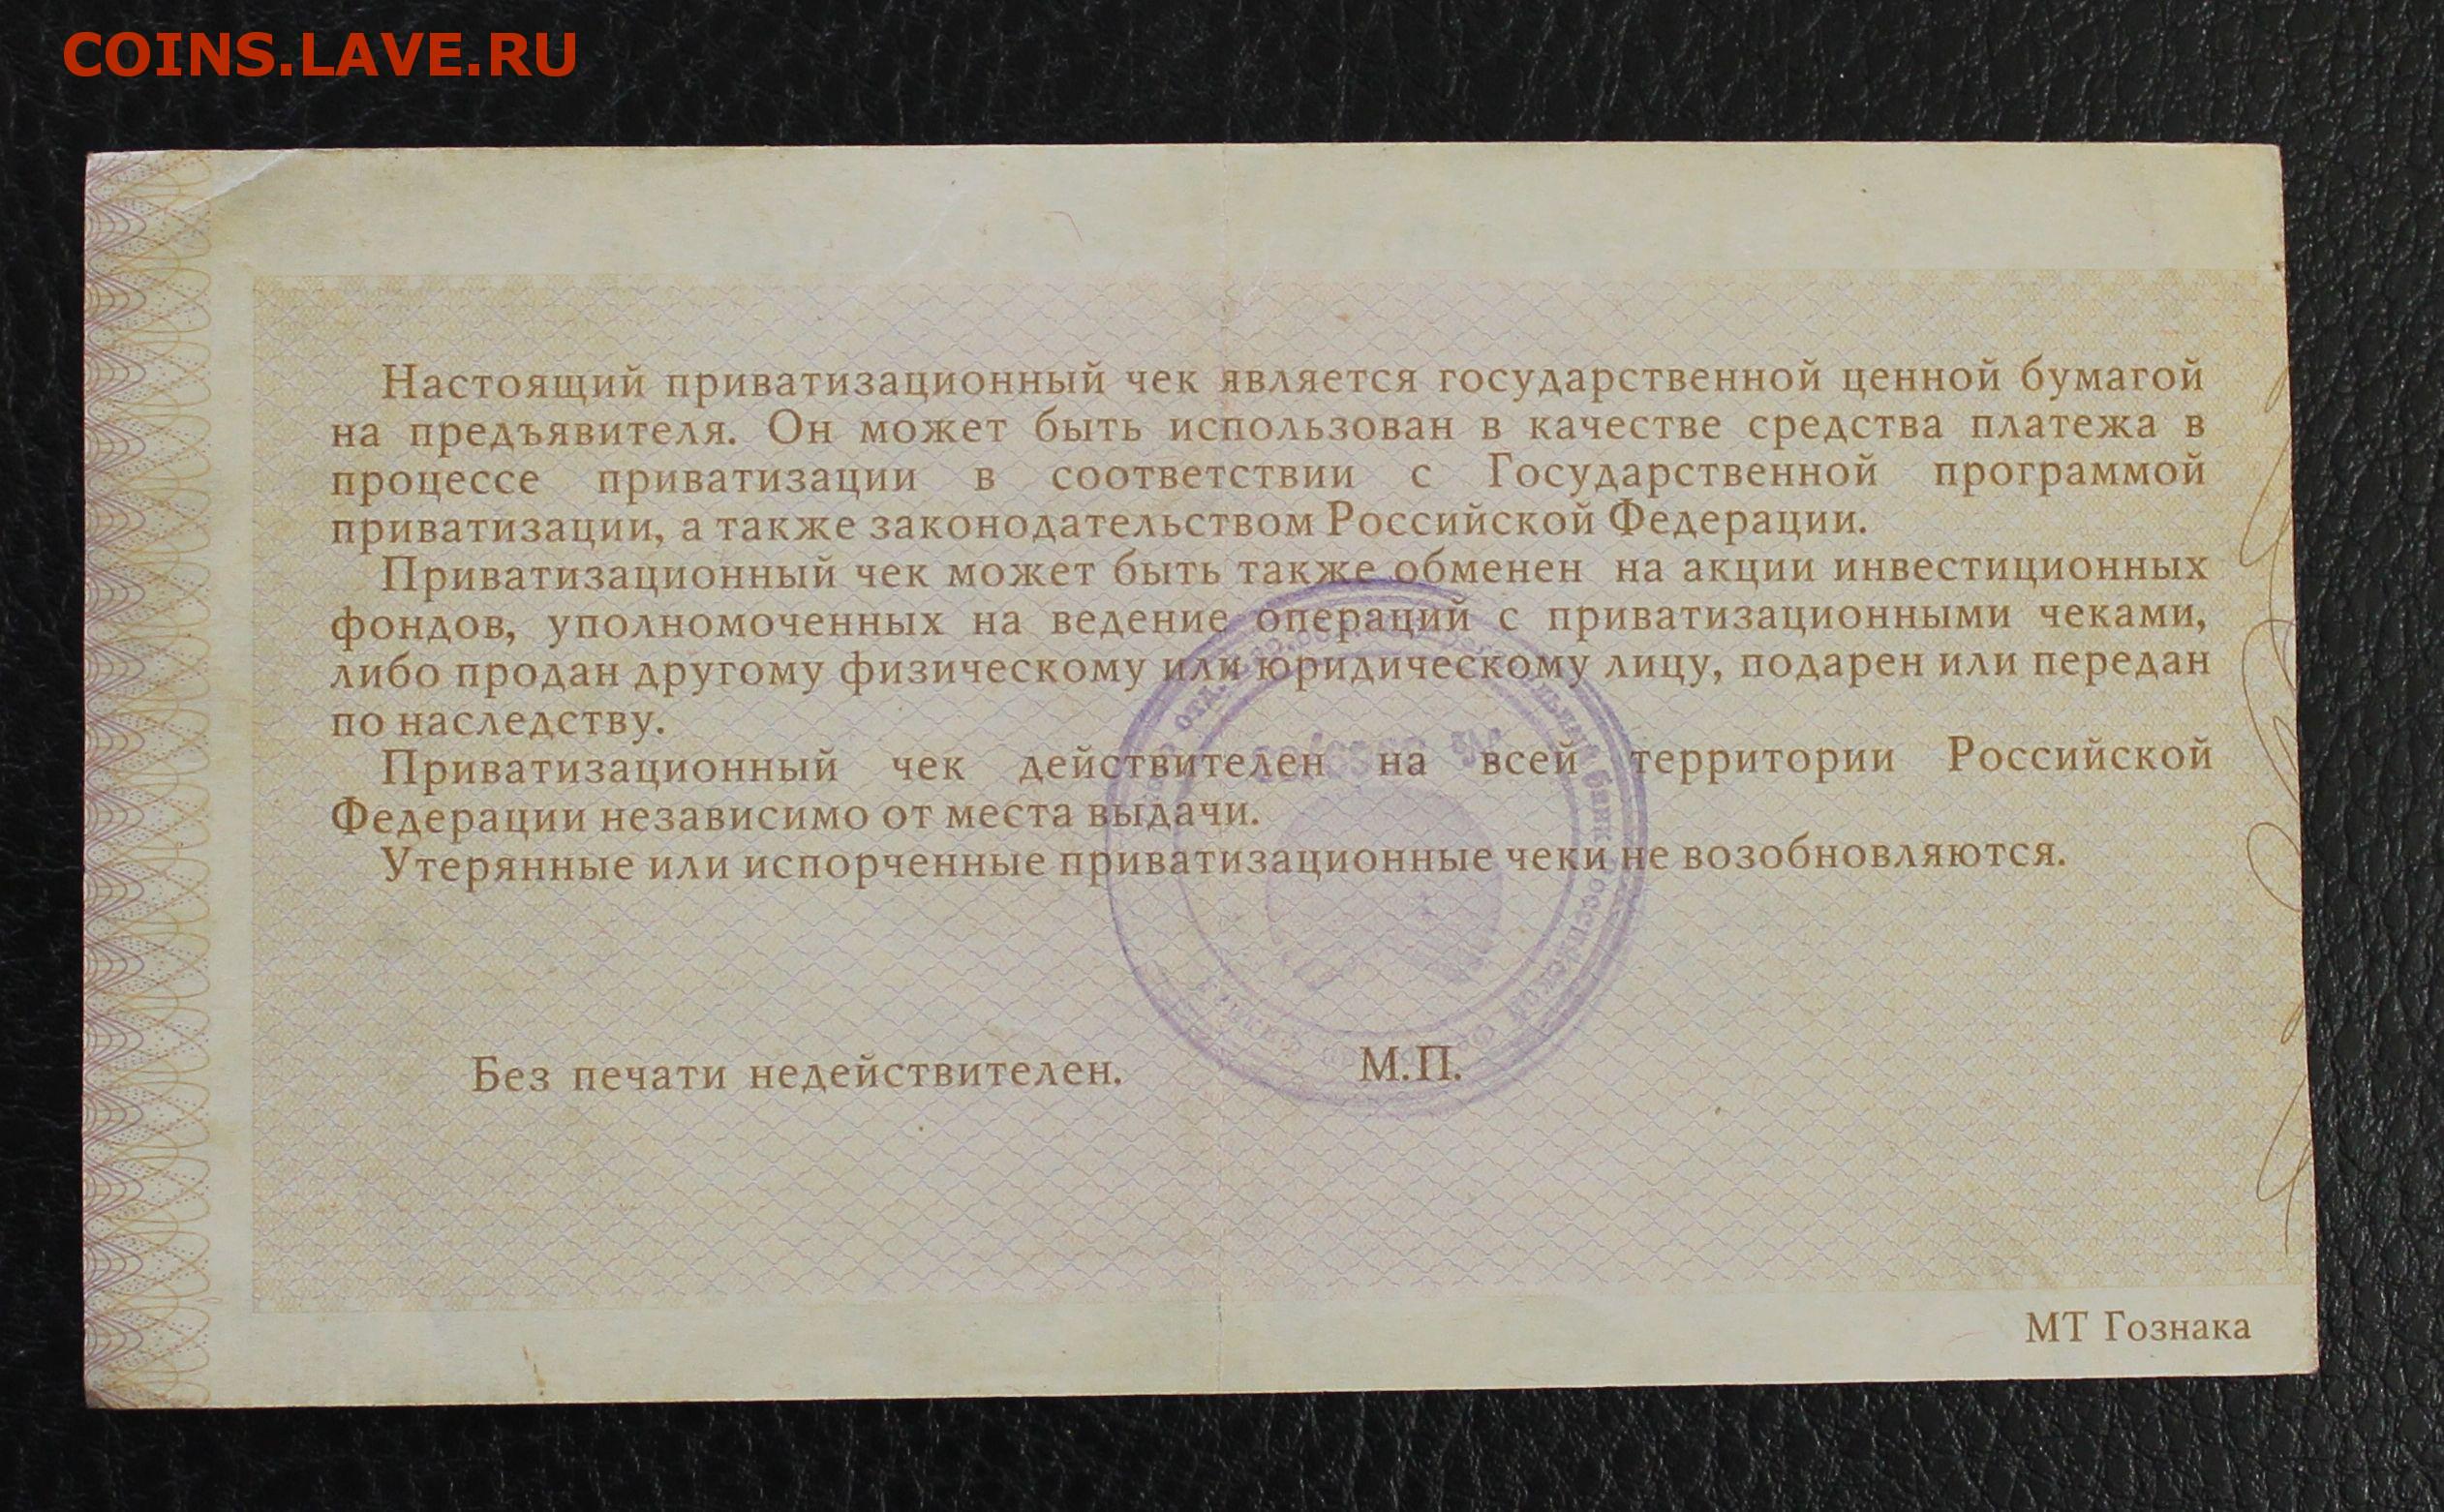 COINS.LAVE.RU
Настоящий приватизационный чек является государственной ценной бумагой
на предъявителя. Он может быть использован в качестве средства платежа в
процессе приватизации в соответствии с Государственной программой
приватизации, а также законодательством Российской Федерации.
Приватизационный чек может быть также обменен на акции инвестиционных
фондов, уполномоченных на ведение операций с приватизационными чеками,
либо продан другому физическому или юридическому лицу, подарен или передан
по наследству.
Приватизационный чек действителен на всей территории Российской
Федерации независимо от места выдачи.
Утерянные или испорченные приватизационные чеки не возобновляются.
банк Российской
Без печати недействителен. М.П.
МТ Гознака